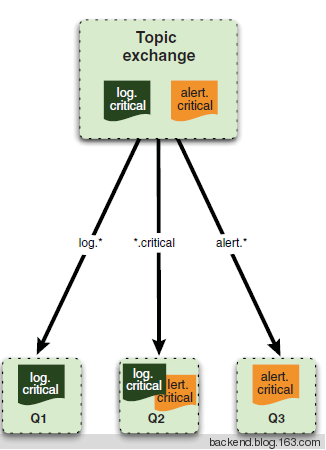 Topic
exchange
log.
critical
alert.
critical
log.*
*.critical
alert.*
log.
critical
Q1
log.
critical
lert.
critical
Q2
alert.
critical
Q3
backend.blog.163.com